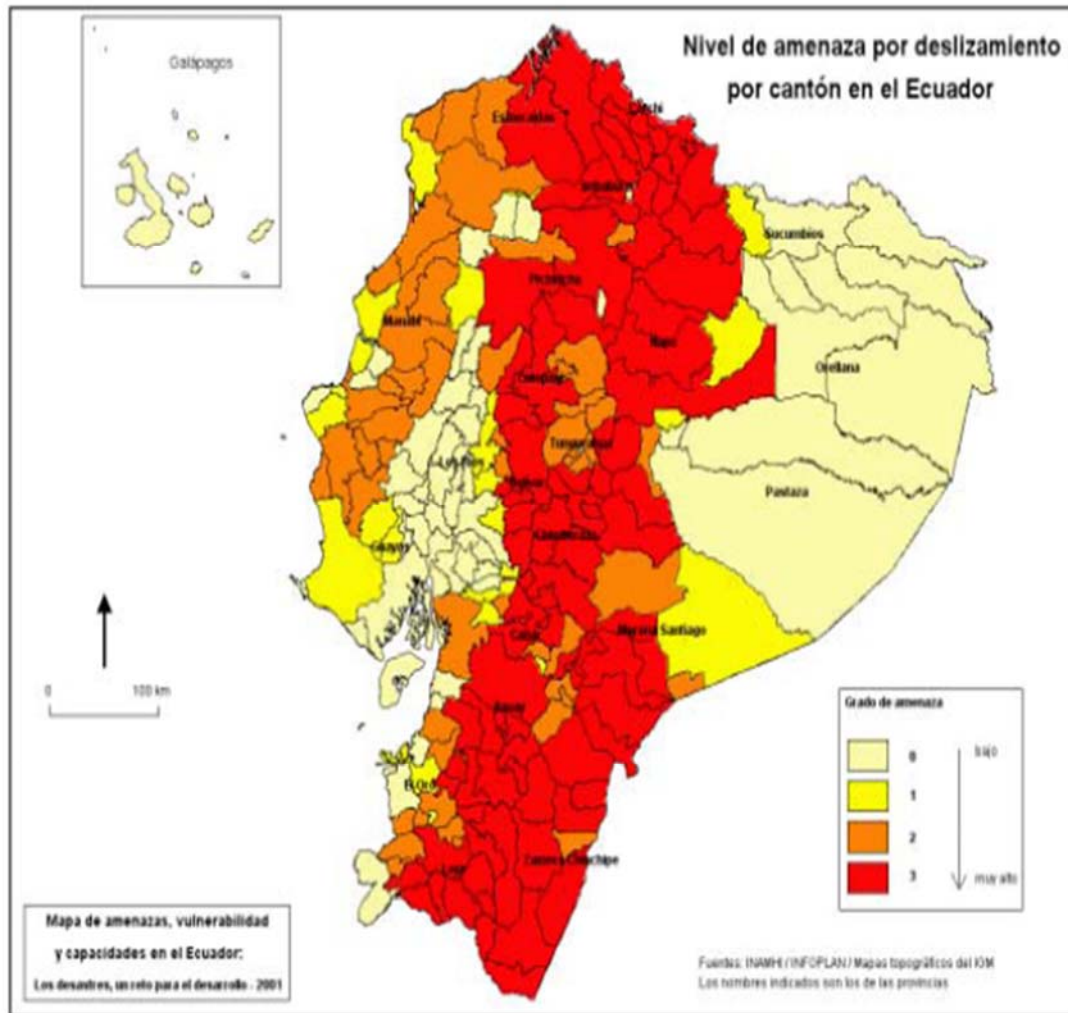 Galápagos
Nivel de amenaza por deslizamiento
por cantón en el Ecuador
Esmeraldas
Carchi
Imbabura
Sucumbios
Pichincha
Manabí
Napo
Orellana
Cotopaxi
Tungurahua
Los Ríos
Bolívar
Pastaza
Chimborazo
Guayas
Cañar
Morona Santiago
Azuay
El Oro
Loja
Zamora Chinchipe
0 100 km
Grado de amenaza
0 bajo
1
2
3 muy alto
Mapa de amenazas, vulnerabilidad
y capacidades en el Ecuador:
Los desastres, un reto para el desarrollo - 2001
Fuentes: INAMHI / INFOPLAN / Mapas topográficos del IGM
Los nombres indicados son los de las provincias